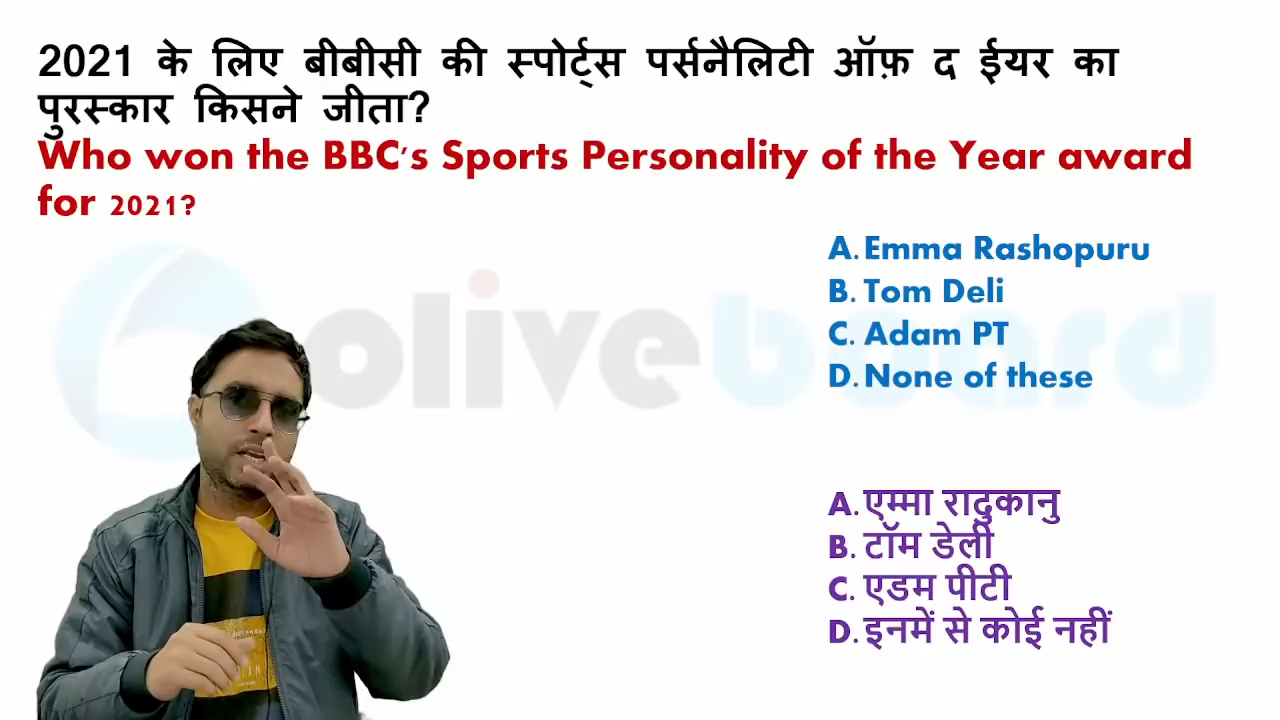 2021 के लिए बीबीसी की स्पोर्ट्स पर्सनैलिटी ऑफ़ द ईयर का
पुरस्कार किसने जीता?
Who won the BBC's Sports Personality of the Year award
for 2021?
A. Emma Rashopuru
B. Tom Deli
C. Adam PT
D. None of these
oliveboard
A. एम्मा रादुकानु
B. टॉम डेली
C. एडम पीटी
D. इनमें से कोई नहीं